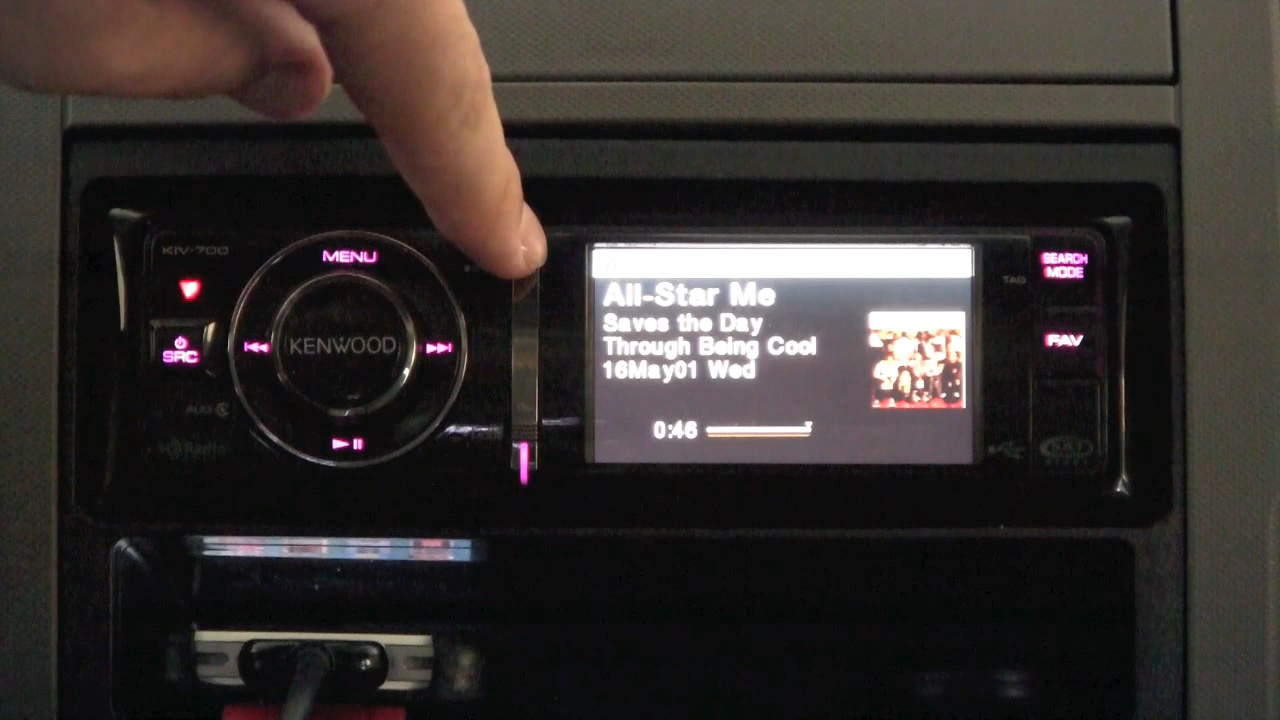 KIV-700
MENU
SRC
KENWOOD
All-Star Me
Saves the Day
Through Being Cool
16May01 Wed
0:46
TAG
SEARCH
MODE
FAV
Radio